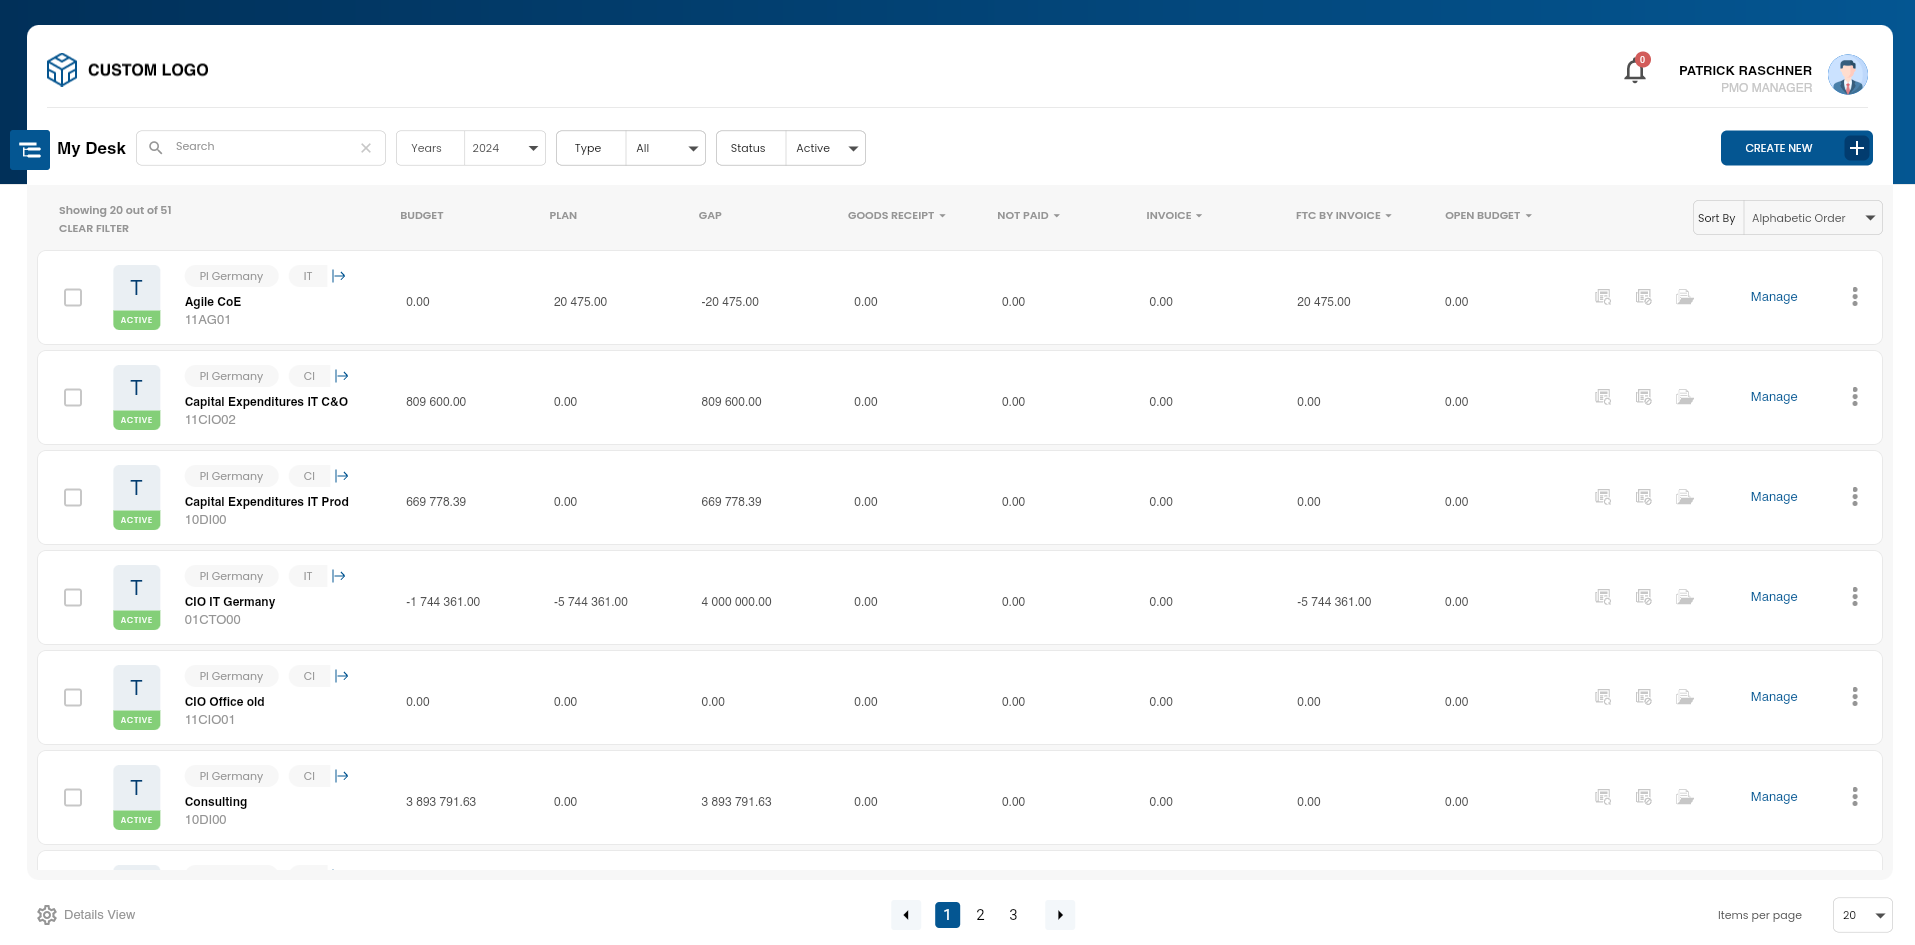 CUSTOM LOGO
0
PATRICK RASCHNER
PMO MANAGER
My Desk
Search
Years 2024
Type All
Status Active
CREATE NEW
Showing 20 out of 51
CLEAR FILTER
BUDGET PLAN GAP GOODS RECEIPT NOT PAID INVOICE FTC BY INVOICE OPEN BUDGET
Sort By Alphabetic Order
T
ACTIVE
PI Germany IT
Agile CoE
11AG01
0.00 20 475.00 -20 475.00 0.00 0.00 0.00 20 475.00 0.00
Manage
T
ACTIVE
PI Germany CI
Capital Expenditures IT C&O
11CIO02
809 600.00 0.00 809 600.00 0.00 0.00 0.00 0.00 0.00
Manage
T
ACTIVE
PI Germany CI
Capital Expenditures IT Prod
10DI00
669 778.39 0.00 669 778.39 0.00 0.00 0.00 0.00 0.00
Manage
T
ACTIVE
PI Germany IT
CIO IT Germany
01CTO00
-1 744 361.00 -5 744 361.00 4 000 000.00 0.00 0.00 0.00 -5 744 361.00 0.00
Manage
T
ACTIVE
PI Germany CI
CIO Office old
11CIO01
0.00 0.00 0.00 0.00 0.00 0.00 0.00 0.00
Manage
T
ACTIVE
PI Germany CI
Consulting
10DI00
3 893 791.63 0.00 3 893 791.63 0.00 0.00 0.00 0.00 0.00
Manage
Details View
1 2 3
Items per page 20